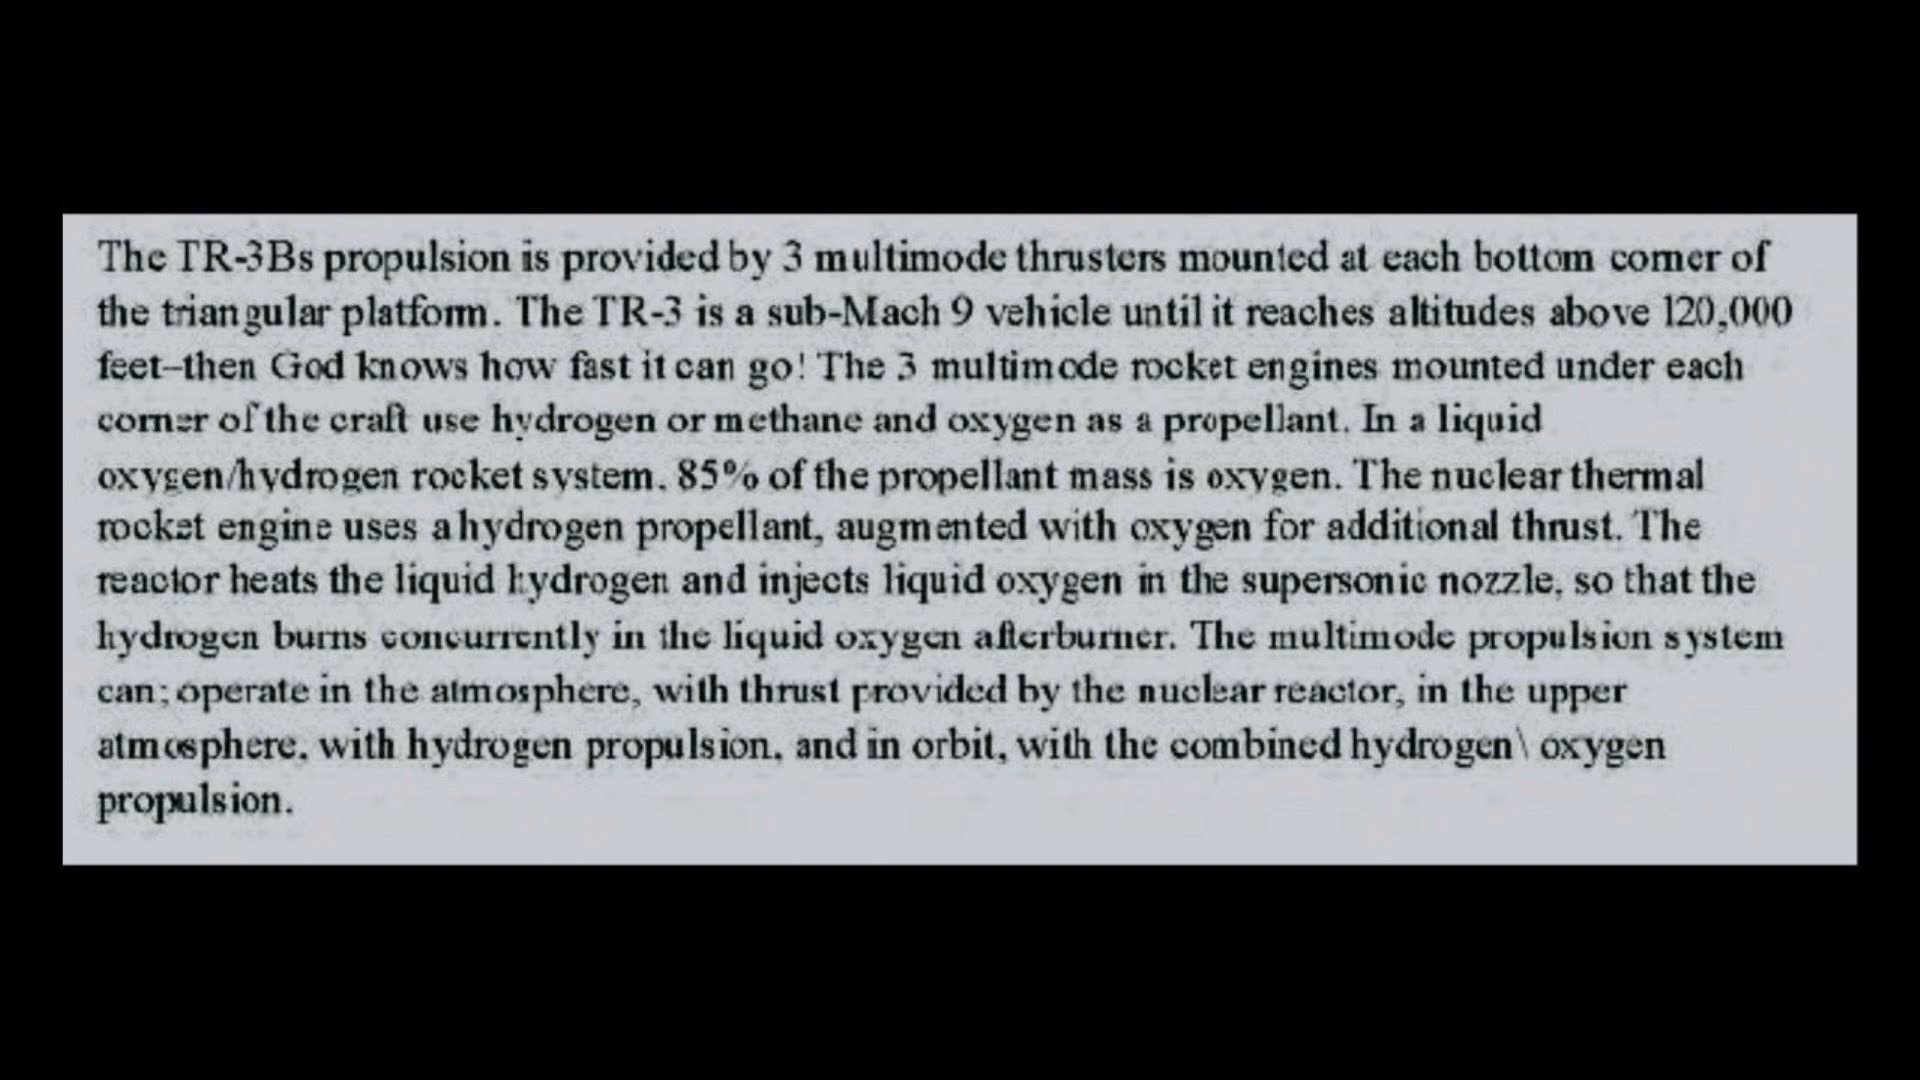 The TR-3Bs propulsion is provided by 3 multimode thrusters mounted at each bottom corner of
the triangular platform. The TR-3 is a sub-Mach 9 vehicle until it reaches altitudes above 120,000
feet–then God knows how fast it can go! The 3 multimode rocket engines mounted under each
corner of the craft use hydrogen or methane and oxygen as a propellant. In a liquid
oxygen/hydrogen rocket system. 85% of the propellant mass is oxygen. The nuclear thermal
rocket engine uses a hydrogen propellant, augmented with oxygen for additional thrust. The
reactor heats the liquid hydrogen and injects liquid oxygen in the supersonic nozzle, so that the
hydrogen burns concurrently in the liquid oxygen afterburner. The multimode propulsion system
can; operate in the atmosphere, with thrust provided by the nuclear reactor, in the upper
atmosphere, with hydrogen propulsion, and in orbit, with the combined hydrogen\ oxygen
propulsion.